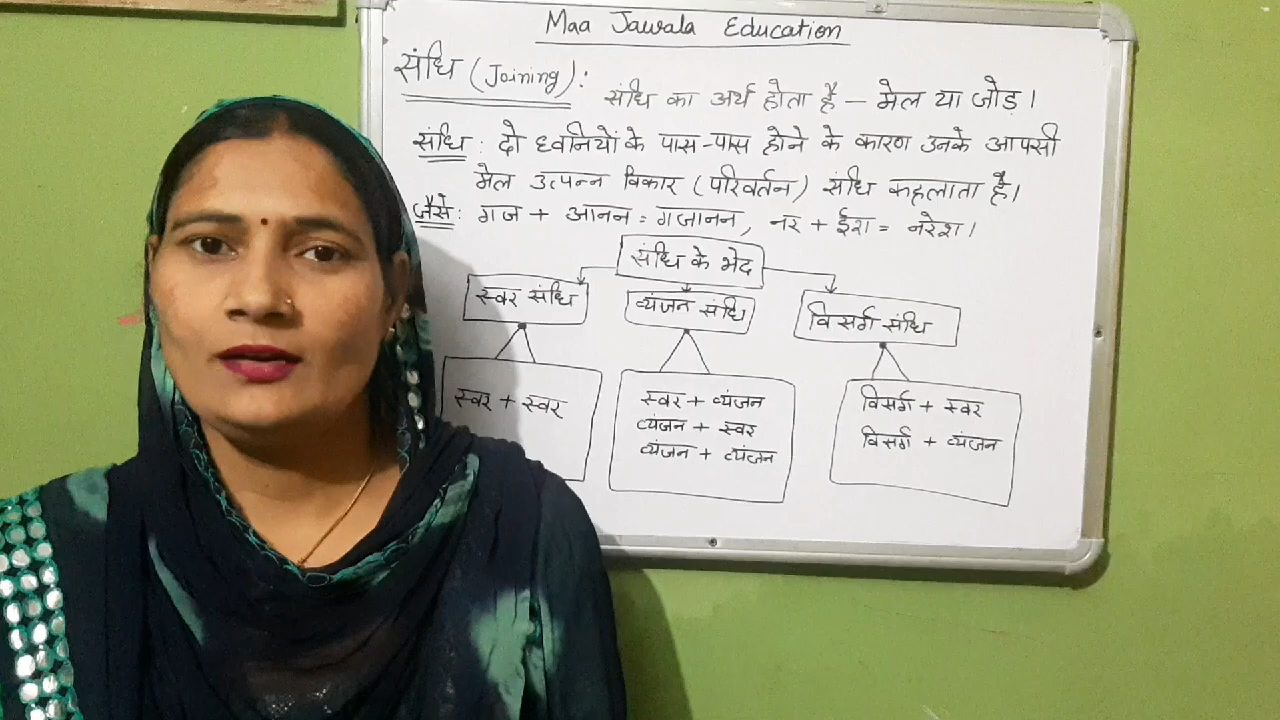 Maa Jawala Education
संधि (Joining) : संधि का अर्थ होता है – मेल या जोड़।
संधि : दो ध्वनियों के पास-पास होने के कारण उनके आपसी
मेल उत्पन्न विकार (परिवर्तन) संधि कहलाता है।
जैसे : गज + आनन = गजानन, नर + ईश = नरेश।
संधि के भेद
स्वर संधि
व्यंजन संधि
विसर्ग संधि
स्वर + स्वर
स्वर + व्यंजन
व्यंजन + स्वर
व्यंजन + व्यंजन
विसर्ग + स्वर
विसर्ग + व्यंजन